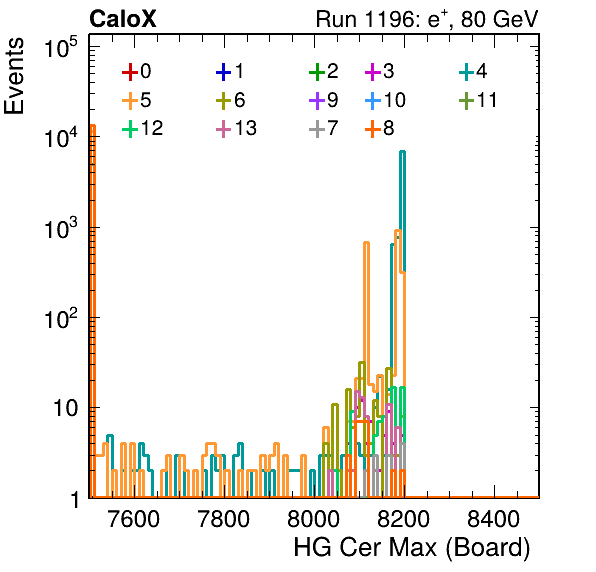 CaloX Run 1196: e⁺, 80 GeV
Events
10⁵
10⁴
10³
10²
10
1
0 1 2 3 4
5 6 9 10 11
12 13 7 8
7600 7800 8000 8200 8400
HG Cer Max (Board)